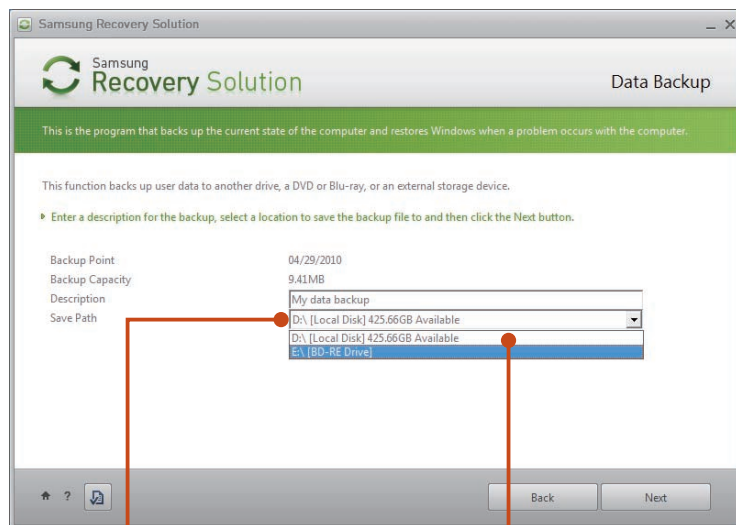 Samsung Recovery Solution
Samsung
Recovery Solution
Data Backup
This is the program that backs up the current state of the computer and restores Windows when a problem occurs with the computer.
This function backs up user data to another drive, a DVD or Blu-ray, or an external storage device.
Enter a description for the backup, select a location to save the backup file to and then click the Next button.
Backup Point 04/29/2010
Backup Capacity 9.41MB
Description My data backup
Save Path D:\ [Local Disk] 425.66GB Available
D:\ [Local Disk] 425.66GB Available
E:\ [BD-RE Drive]
? Back Next